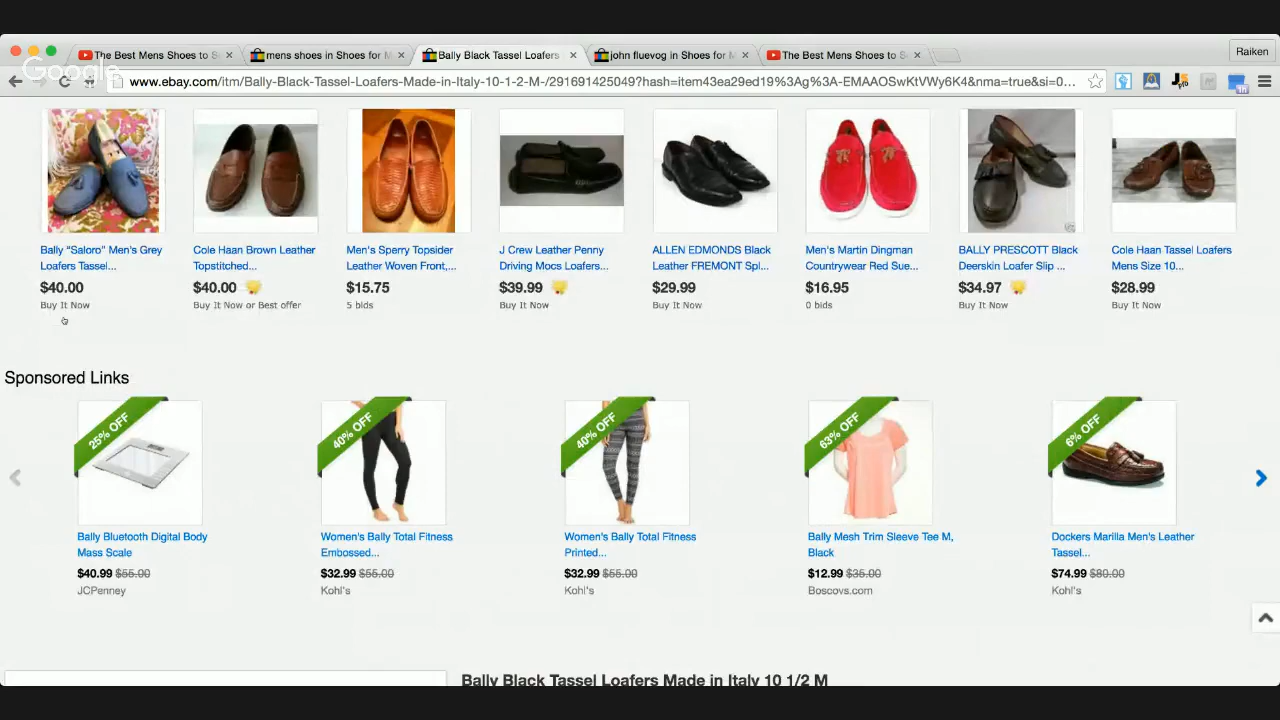 The Best Mens Shoes to S
mens shoes in Shoes for M
Bally Black Tassel Loafers
john fluevog in Shoes for M
The Best Mens Shoes to S
Raiken
Google
www.ebay.com/itm/Bally-Black-Tassel-Loafers-Made-in-Italy-10-1-2-M-/291691425049?hash=item43ea29ed19%3Ag%3A-EMAAOSwKtVWy6K4&nma=true&si=0...
Bally “Saloro” Men's Grey
Loafers Tassel...
$40.00
Buy It Now
Cole Haan Brown Leather
Topstitched...
$40.00
Buy It Now or Best offer
Men's Sperry Topsider
Leather Woven Front,...
$15.75
5 bids
J Crew Leather Penny
Driving Mocs Loafers...
$39.99
Buy It Now
ALLEN EDMONDS Black
Leather FREMONT Spl...
$29.99
Buy It Now
Men's Martin Dingman
Countrywear Red Sue...
$16.95
0 bids
BALLY PRESCOTT Black
Deerskin Loafer Slip ...
$34.97
Buy It Now
Cole Haan Tassel Loafers
Mens Size 10...
$28.99
Buy It Now
Sponsored Links
25% OFF
Bally Bluetooth Digital Body
Mass Scale
$40.99 $55.00
JCPenney
40% OFF
Women's Bally Total Fitness
Embossed...
$32.99 $55.00
Kohl's
40% OFF
Women's Bally Total Fitness
Printed...
$32.99 $55.00
Kohl's
63% OFF
Bally Mesh Trim Sleeve Tee M,
Black
$12.99 $35.00
Boscovs.com
6% OFF
Dockers Marilla Men's Leather
Tassel...
$74.99 $80.00
Kohl's
Bally Black Tassel Loafers Made in Italy 10 1/2 M